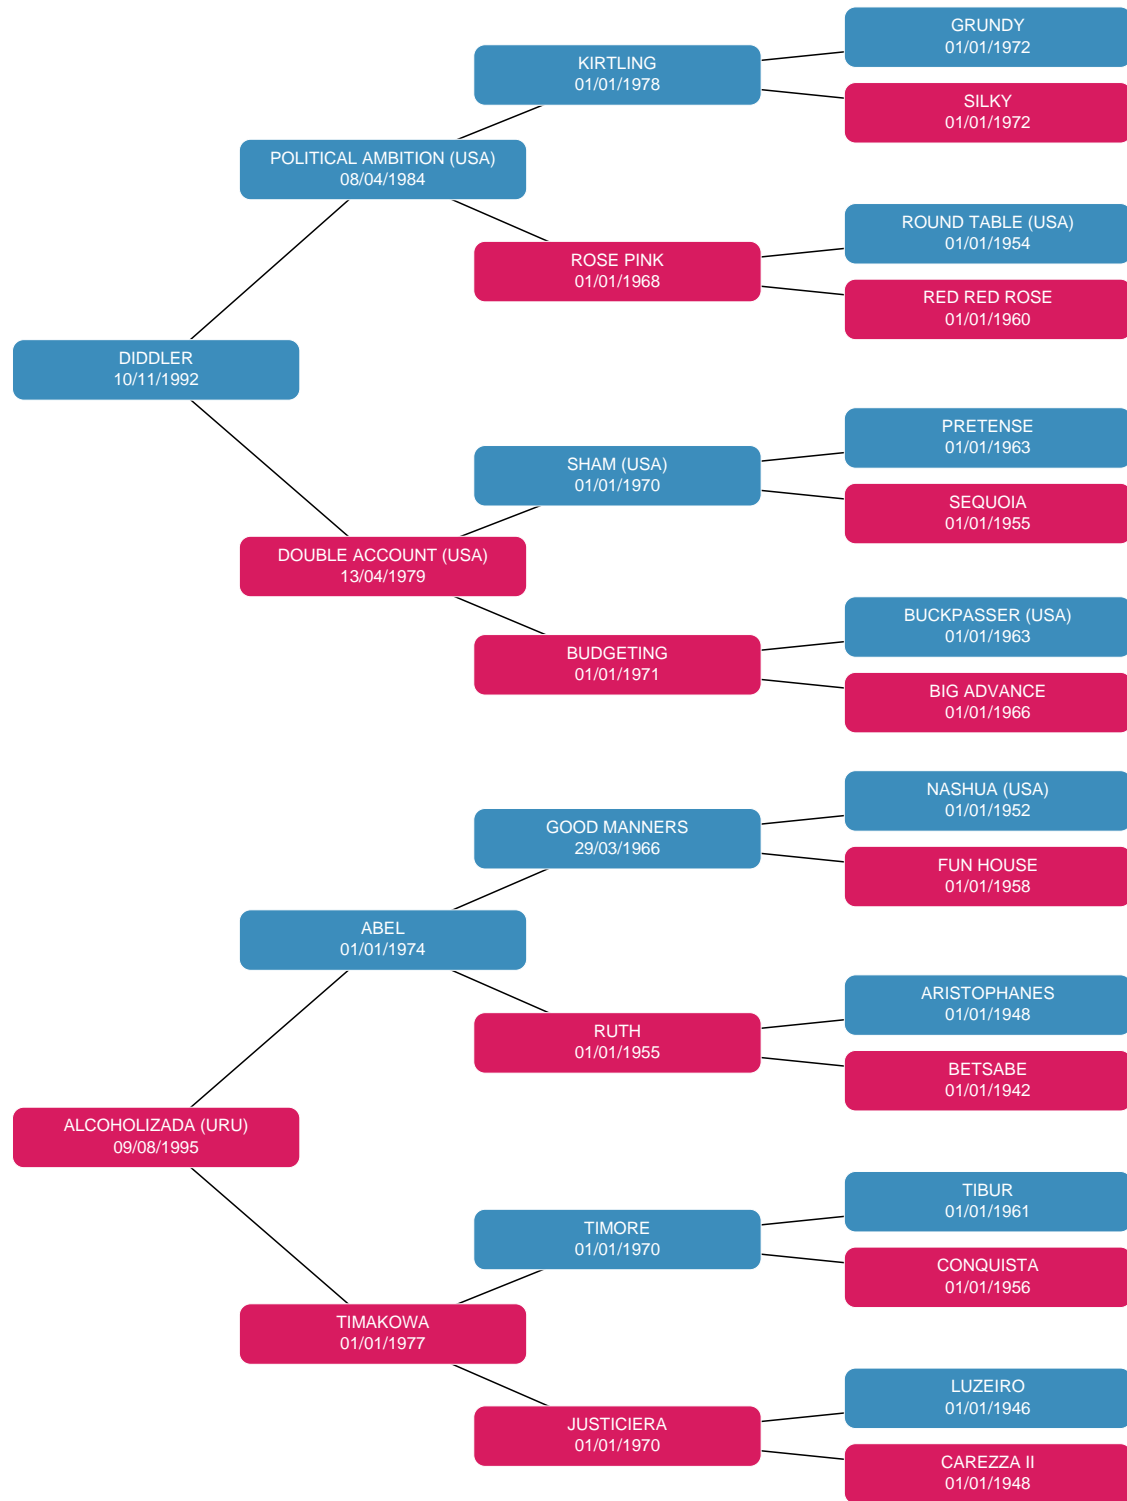 GRUNDY
01/01/1972
KIRTLING
01/01/1978
SILKY
01/01/1972
POLITICAL AMBITION (USA)
08/04/1984
ROUND TABLE (USA)
01/01/1954
ROSE PINK
01/01/1968
RED RED ROSE
01/01/1960
DIDDLER
10/11/1992
PRETENSE
01/01/1963
SHAM (USA)
01/01/1970
SEQUOIA
01/01/1955
DOUBLE ACCOUNT (USA)
13/04/1979
BUCKPASSER (USA)
01/01/1963
BUDGETING
01/01/1971
BIG ADVANCE
01/01/1966
NASHUA (USA)
01/01/1952
GOOD MANNERS
29/03/1966
FUN HOUSE
01/01/1958
ABEL
01/01/1974
ARISTOPHANES
01/01/1948
RUTH
01/01/1955
BETSABE
01/01/1942
ALCOHOLIZADA (URU)
09/08/1995
TIBUR
01/01/1961
TIMORE
01/01/1970
CONQUISTA
01/01/1956
TIMAKOWA
01/01/1977
LUZEIRO
01/01/1946
JUSTICIERA
01/01/1970
CAREZZA II
01/01/1948